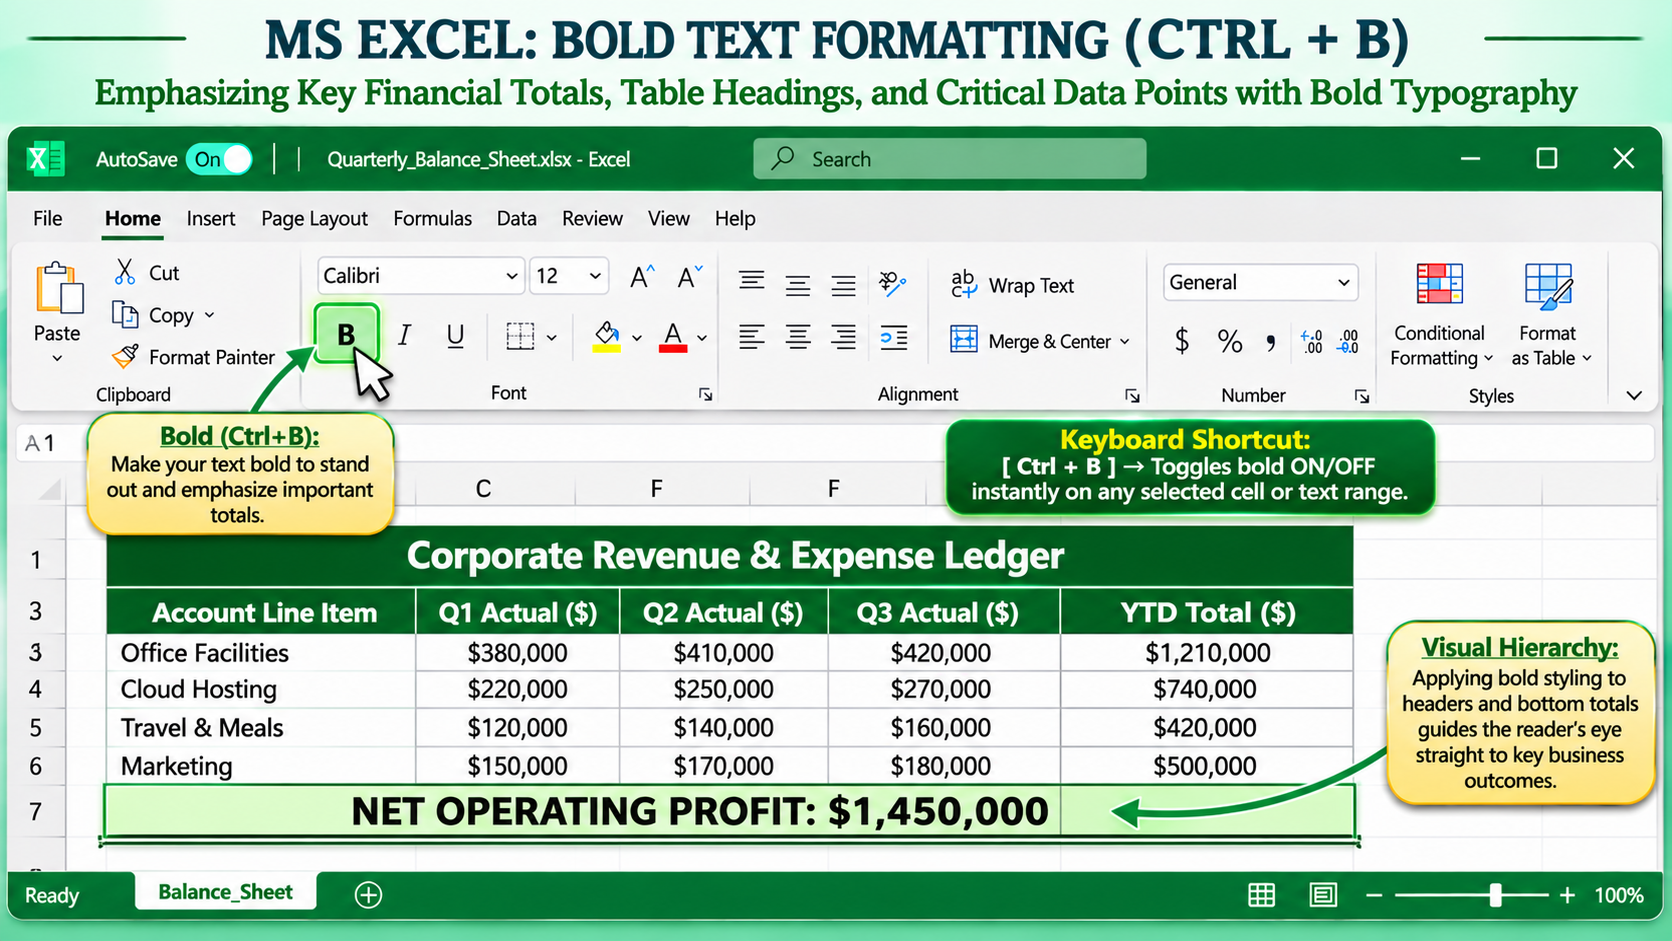 MS EXCEL: BOLD TEXT FORMATTING (CTRL + B)
Emphasizing Key Financial Totals, Table Headings, and Critical Data Points with Bold Typography
AutoSave On Quarterly_Balance_Sheet.xlsx - Excel Search
File Home Insert Page Layout Formulas Data Review View Help
Paste
Cut
Copy
Format Painter
Clipboard
Calibri 12 A^ A˅
B I U A
Font
ab Wrap Text
Merge & Center
Alignment
General
$ % , .0 .00 .00 .0
Number
Conditional
Formatting
Format
as Table
Styles
A1
Bold (Ctrl+B):
Make your text bold to stand
out and emphasize important
totals.
Keyboard Shortcut:
[ Ctrl + B ] → Toggles bold ON/OFF
instantly on any selected cell or text range.
C F F
1 Corporate Revenue & Expense Ledger
3 Account Line Item Q1 Actual ($) Q2 Actual ($) Q3 Actual ($) YTD Total ($)
3 Office Facilities $380,000 $410,000 $420,000 $1,210,000
4 Cloud Hosting $220,000 $250,000 $270,000 $740,000
5 Travel & Meals $120,000 $140,000 $160,000 $420,000
6 Marketing $150,000 $170,000 $180,000 $500,000
7 NET OPERATING PROFIT: $1,450,000
Visual Hierarchy:
Applying bold styling to
headers and bottom totals
guides the reader's eye
straight to key business
outcomes.
Ready Balance_Sheet 100%